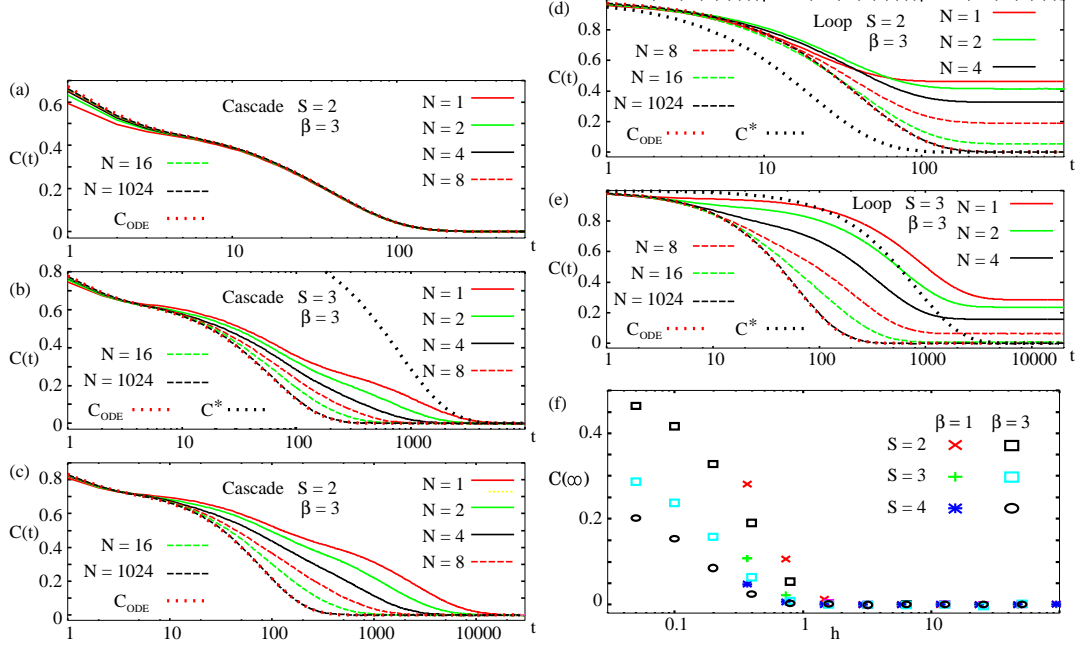 (a)
0.6
0.4
0.2
0
C(t)
Cascade S = 2
β = 3
N = 1
N = 2
N = 4
N = 8
N = 16
N = 1024
C_ODE
1 10 100 t
(b)
0.8
0.6
0.4
0.2
0
C(t)
Cascade S = 3
β = 3
N = 1
N = 2
N = 4
N = 8
N = 16
N = 1024
C_ODE C*
1 10 100 1000 t
(c)
0.8
0.6
0.4
0.2
0
C(t)
Cascade S = 2
β = 3
N = 1
N = 2
N = 4
N = 8
N = 16
N = 1024
C_ODE
1 10 100 1000 10000 t
(d)
0.8
0.6
0.4
0.2
0
C(t)
Loop S = 2
β = 3
N = 1
N = 2
N = 4
N = 8
N = 16
N = 1024
C_ODE C*
1 10 100 t
(e)
0.8
0.6
0.4
0.2
0
C(t)
Loop S = 3
β = 3
N = 1
N = 2
N = 4
N = 8
N = 16
N = 1024
C_ODE C*
1 10 100 1000 10000 t
(f)
0.4
0.2
0
C(∞)
β = 1 β = 3
S = 2
S = 3
S = 4
0.1 1 10 h